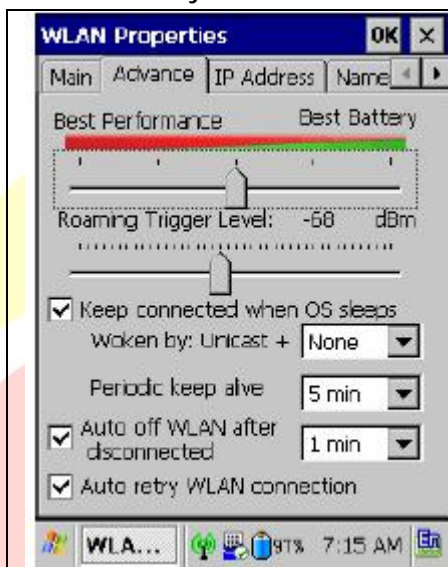 WLAN Properties OK ×
Main Advance IP Address Name
Best Performance Best Battery
Roaming Trigger Level: -68 dBm
Keep connected when OS sleeps
Woken by: Unicast + None
Periodic keep alive 5 min
Auto off WLAN after
disconnected 1 min
Auto retry WLAN connection
WLA... 97% 7:15 AM En